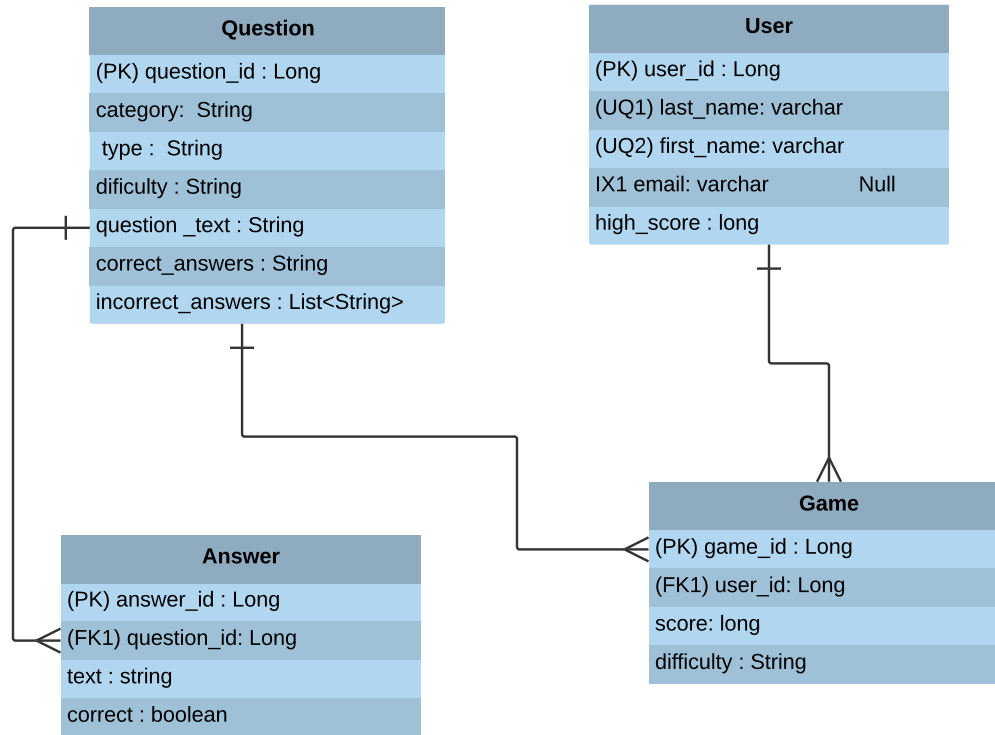 Question
(PK) question_id : Long
category:  String
type :  String
dificulty : String
question _text : String
correct_answers : String
incorrect_answers : List<String>
User
(PK) user_id : Long
(UQ1) last_name: varchar
(UQ2) first_name: varchar
IX1 email: varchar Null
high_score : long
Answer
(PK) answer_id : Long
(FK1) question_id: Long
text : string
correct : boolean
Game
(PK) game_id : Long
(FK1) user_id: Long
score: long
difficulty : String